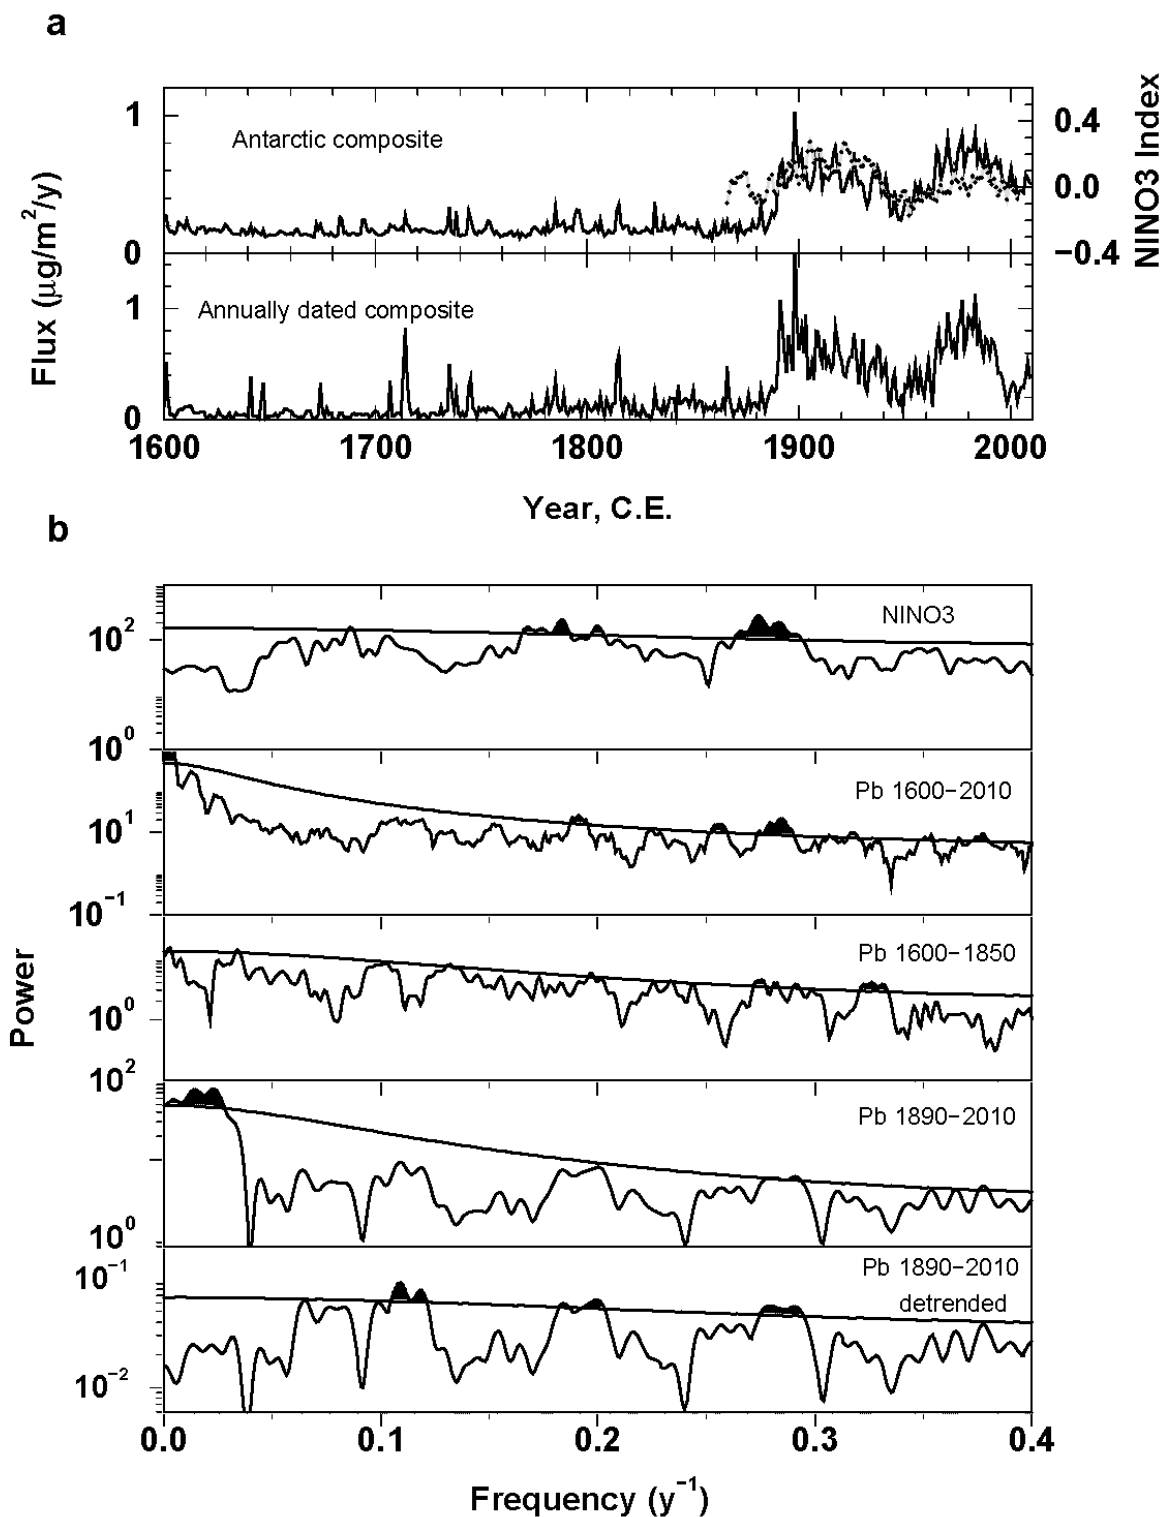 a
Antarctic composite
1
0
0.4
0.0
−0.4
NINO3 Index
Annually dated composite
1
0
Flux (μg/m²/y)
1600 1700 1800 1900 2000
Year, C.E.
b
NINO3
10²
10⁰
Pb 1600−2010
10¹
10⁻¹
Pb 1600−1850
10⁰
10²
Pb 1890−2010
10⁰
Pb 1890−2010
detrended
10⁻¹
10⁻²
Power
0.0 0.1 0.2 0.3 0.4
Frequency (y⁻¹)